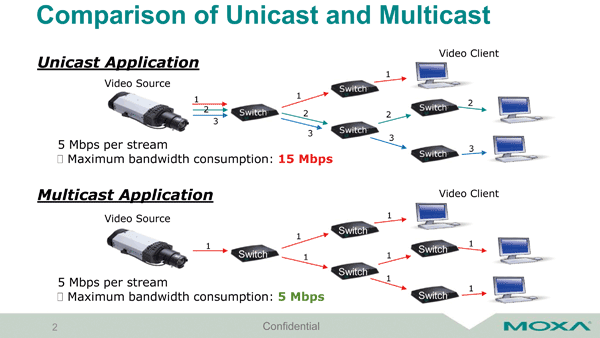 Comparison of Unicast and Multicast
Unicast Application
Video Client
Video Source
1
1
1
2
3
Switch
Switch
2
3
Switch
2
Switch
2
3
Switch
3
5 Mbps per stream
Maximum bandwidth consumption: 15 Mbps
Multicast Application
Video Client
Video Source
1
Switch
1
Switch
1
1
Switch
1
Switch
1
1
Switch
1
5 Mbps per stream
Maximum bandwidth consumption: 5 Mbps
2
Confidential
MOXA